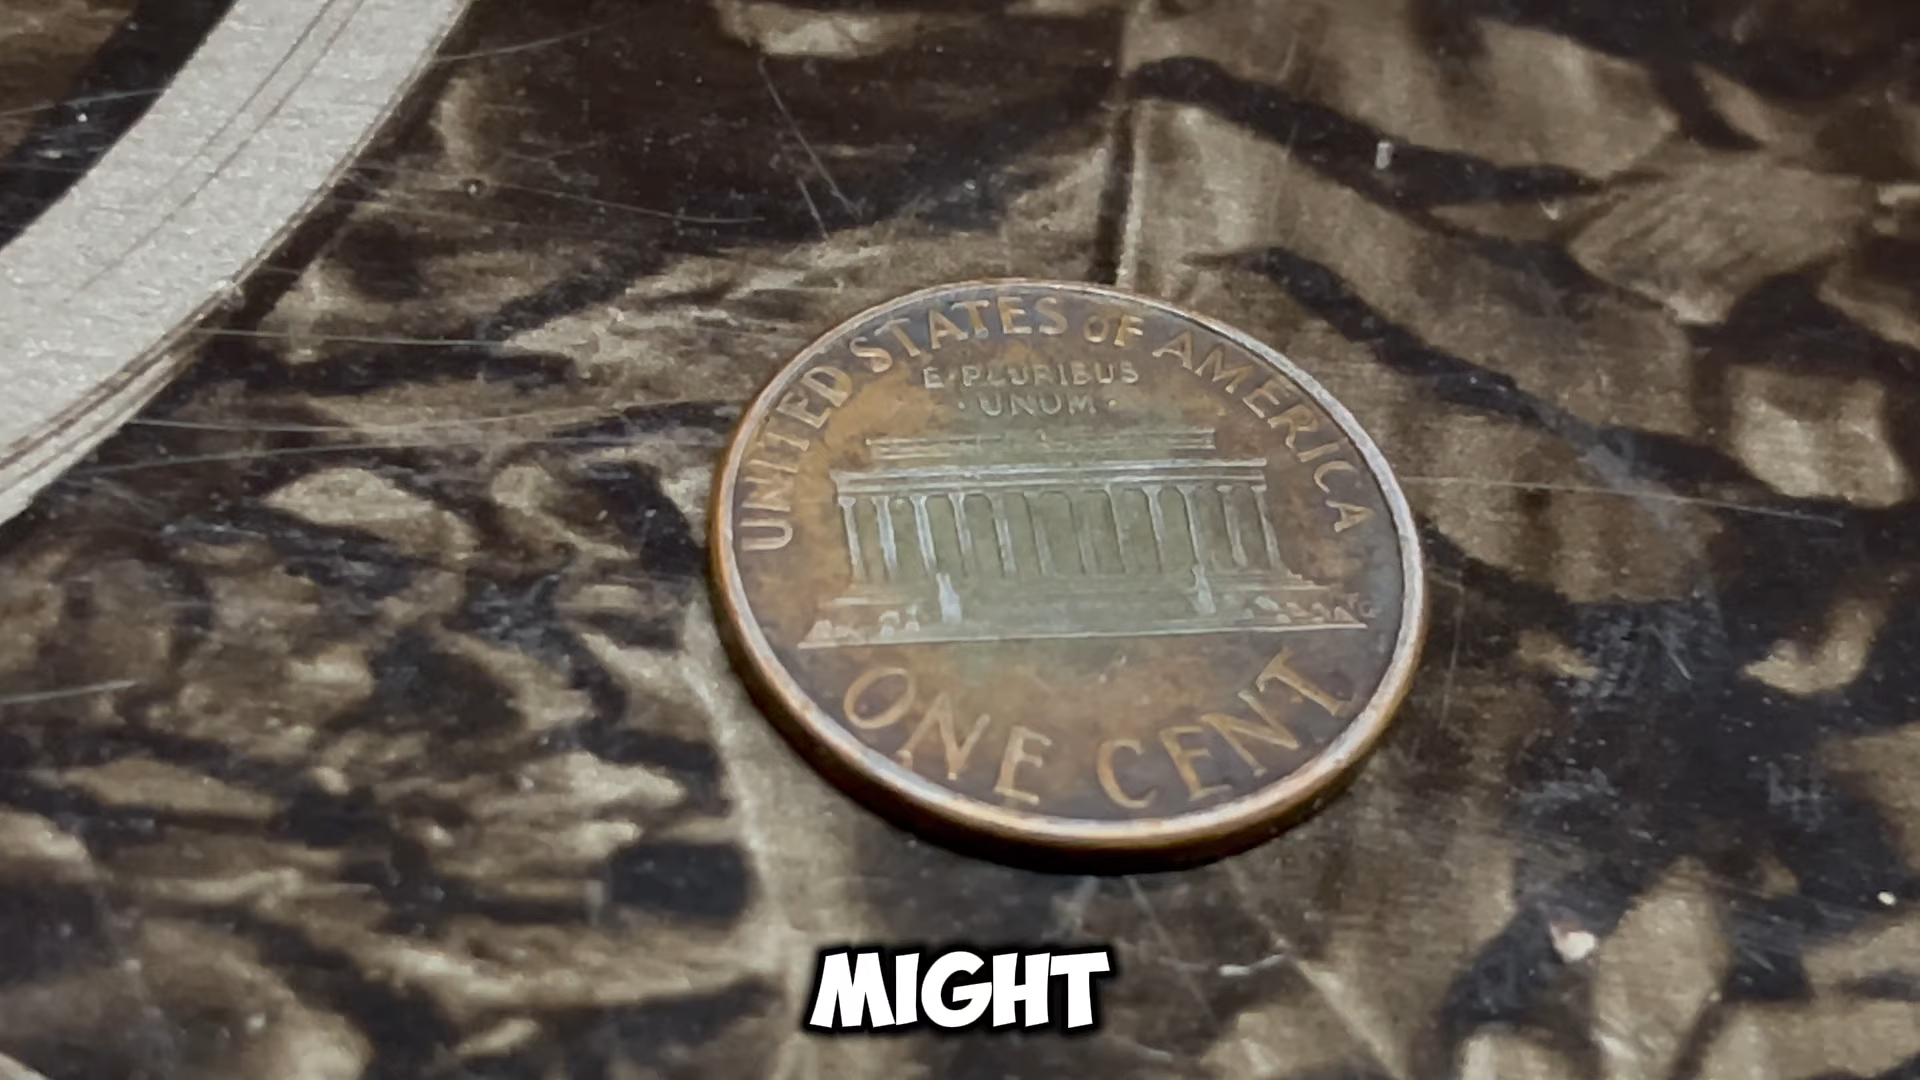 UNITED STATES OF AMERICA
E·PLURIBUS
·UNUM·
ONE CENT
MIGHT